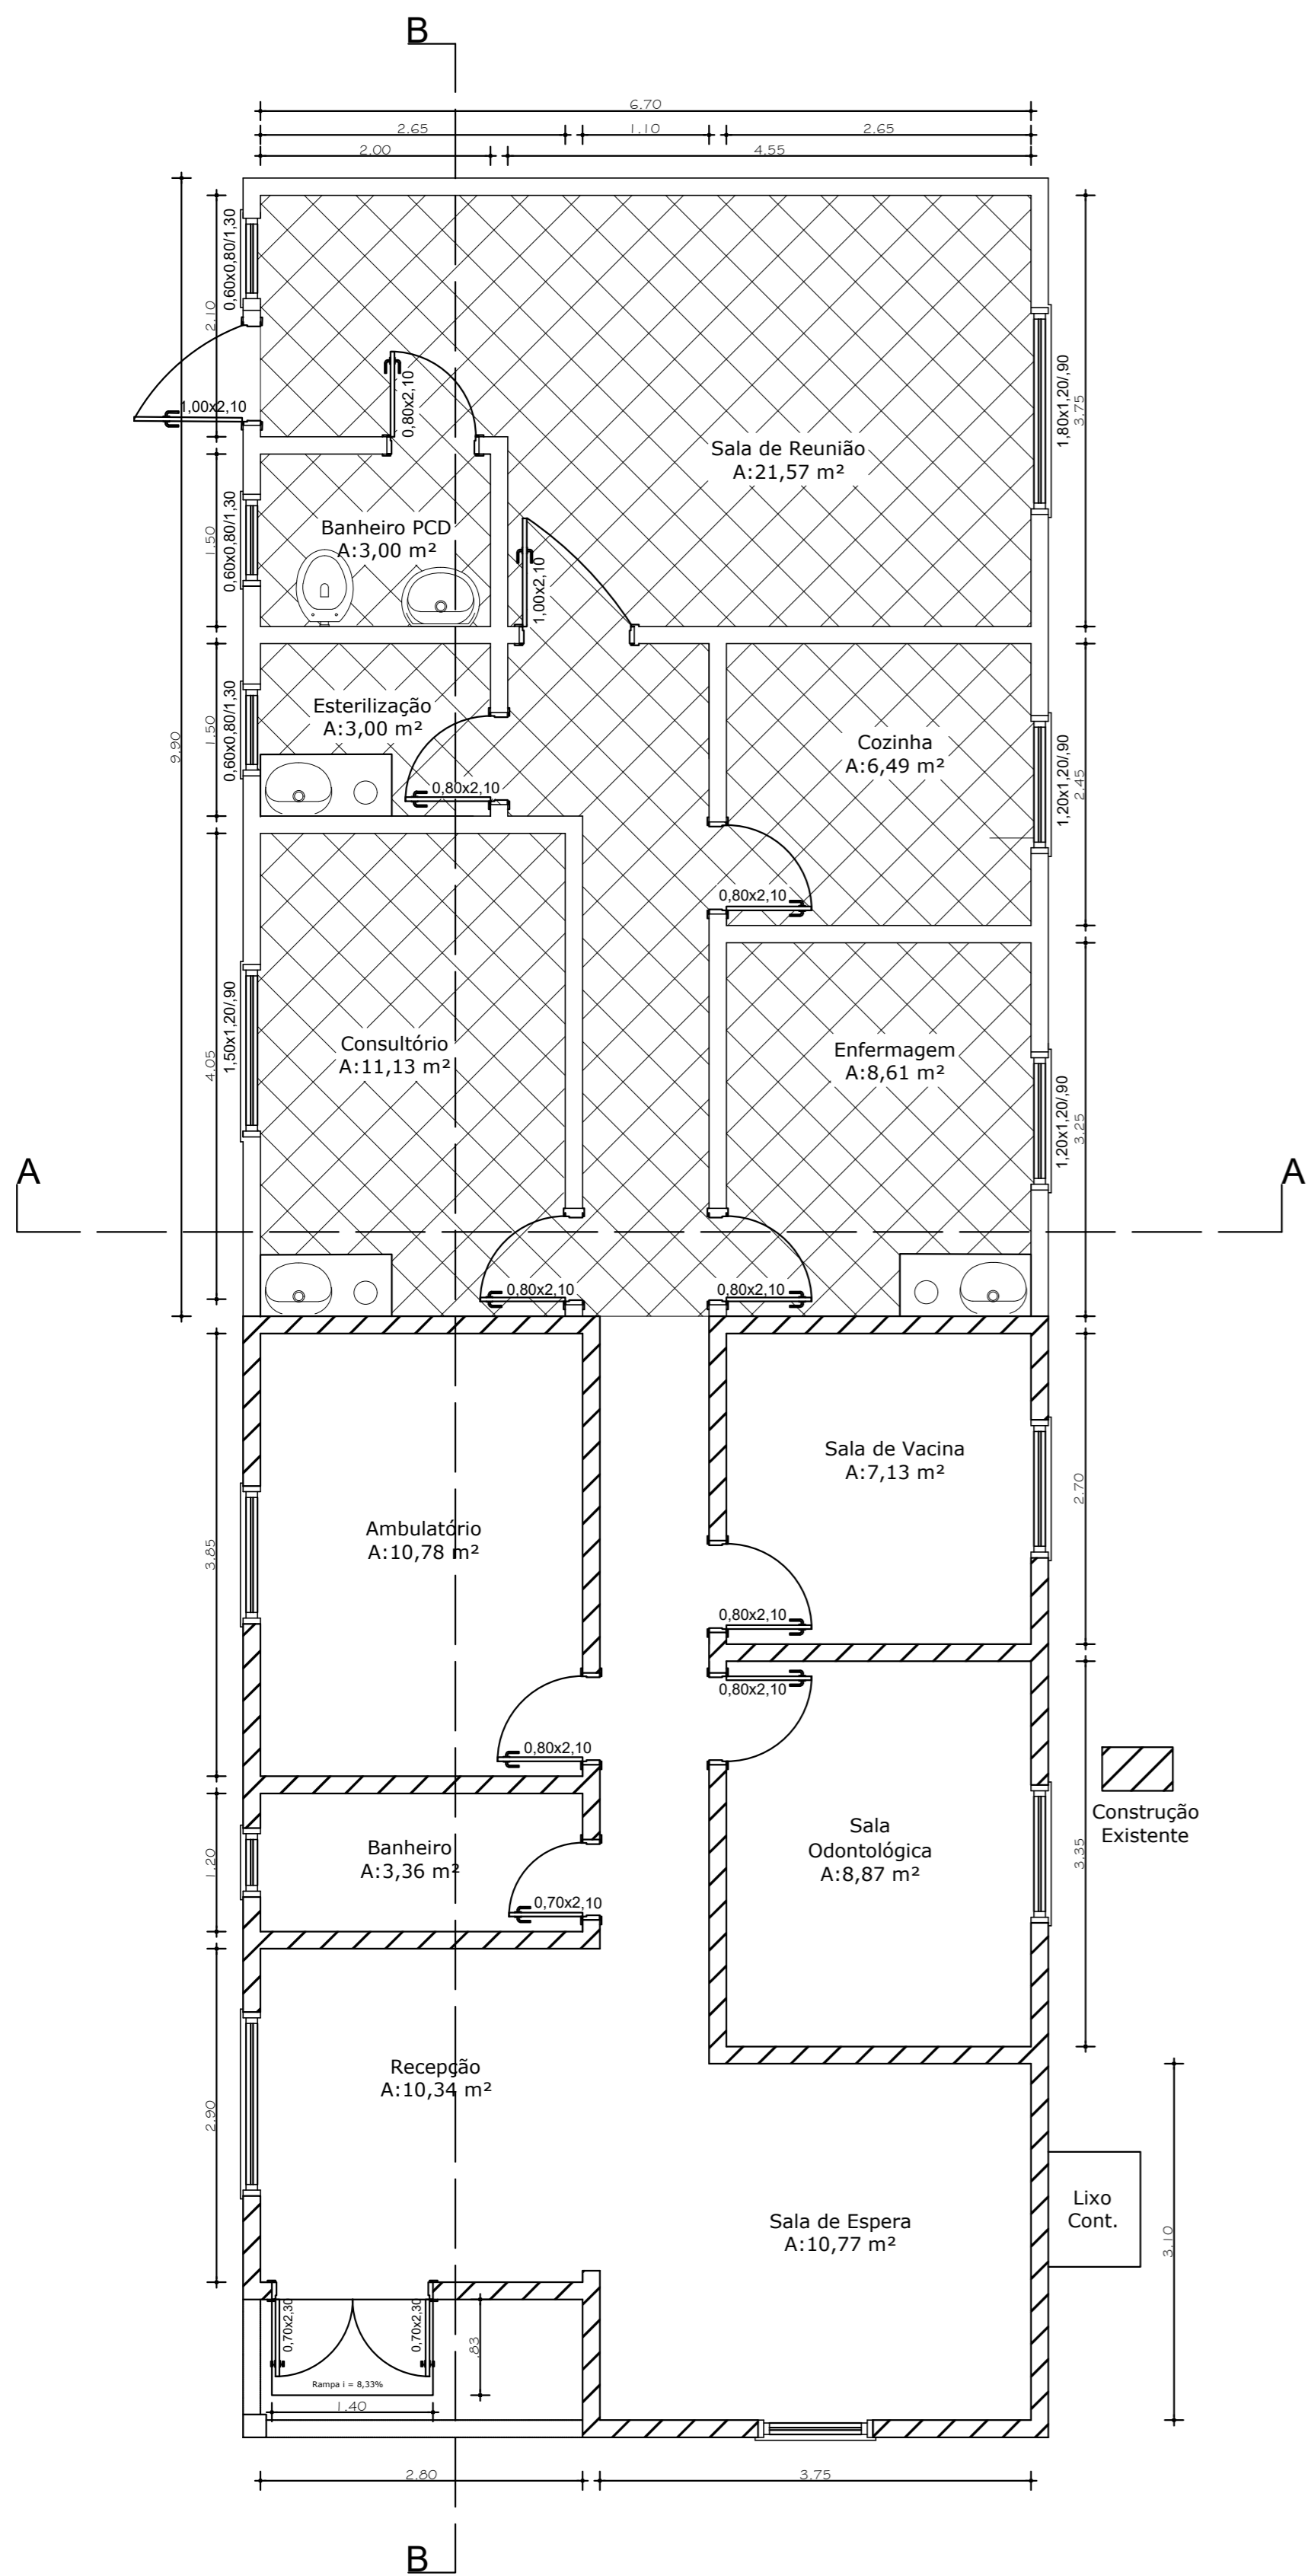 B
6.70
2.65
1.10
2.65
2.00
4.55
9.90
2.10
0,60x0,80/1,30
1,00x2,10
0,80x2,10
1,80x1,20/,90
3.75
Sala de Reunião
A:21,57 m²
Banheiro PCD
A:3,00 m²
1.50
0,60x0,80/1,30
1,00x2,10
Esterilização
A:3,00 m²
1.50
0,60x0,80/1,30
0,80x2,10
Cozinha
A:6,49 m²
1,20x1,20/,90
2.45
0,80x2,10
Consultório
A:11,13 m²
4.05
1,50x1,20/,90
Enfermagem
A:8,61 m²
1,20x1,20/,90
3.25
A
A
0,80x2,10
0,80x2,10
Sala de Vacina
A:7,13 m²
2.70
Ambulatório
A:10,78 m²
3.85
0,80x2,10
0,80x2,10
0,80x2,10
Construção
Existente
Sala
Odontológica
A:8,87 m²
3.35
Banheiro
A:3,36 m²
1.20
0,70x2,10
Recepção
A:10,34 m²
2.90
Lixo
Cont.
Sala de Espera
A:10,77 m²
3.10
0,70x2,30
0,70x2,30
.83
Rampa i = 8,33%
1.40
2.80
3.75
B